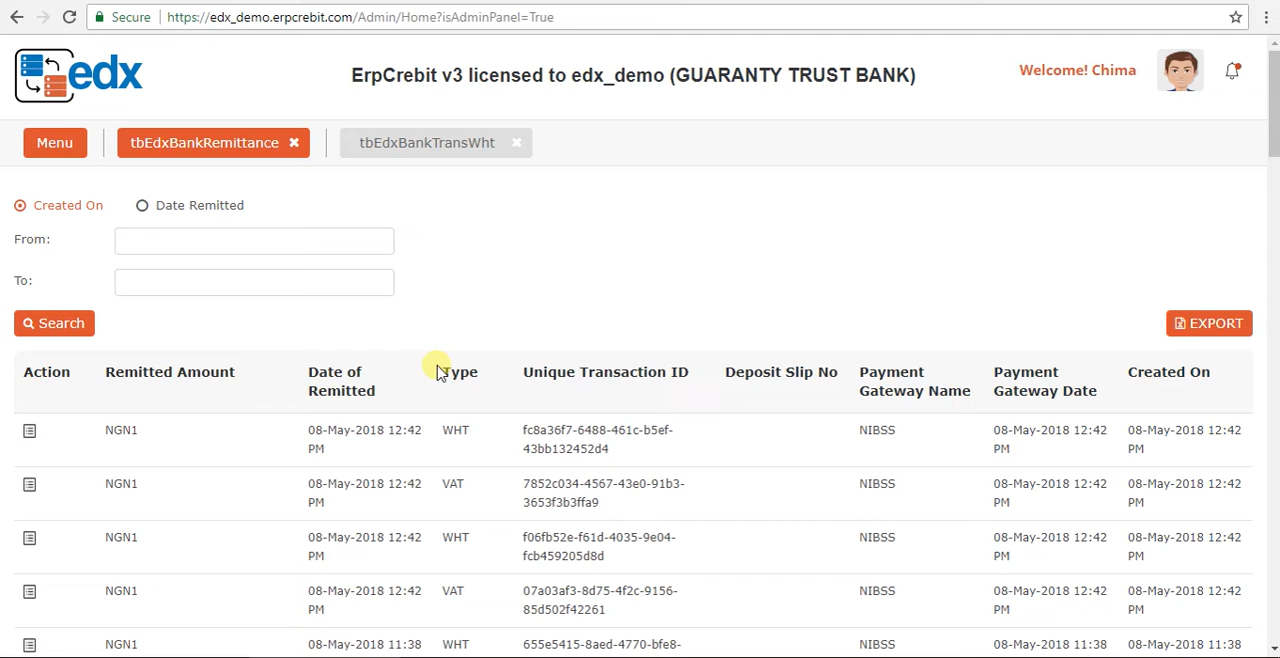 Secure https://edx_demo.erpcrebit.com/Admin/Home?isAdminPanel=True
edx
ErpCrebit v3 licensed to edx_demo (GUARANTY TRUST BANK)
Welcome! Chima
Menu tbEdxBankRemittance tbEdxBankTransWht
Created On Date Remitted
From:
To:
Search EXPORT
Action Remitted Amount Date of Remitted Type Unique Transaction ID Deposit Slip No Payment Gateway Name Payment Gateway Date Created On
NGN1 08-May-2018 12:42 WHT fc8a36f7-6488-461c-b5ef- NIBSS 08-May-2018 12:42 08-May-2018 12:42
PM 43bb132452d4 PM PM
NGN1 08-May-2018 12:42 VAT 7852c034-4567-43e0-91b3- NIBSS 08-May-2018 12:42 08-May-2018 12:42
PM 3653f3b3ffa9 PM PM
NGN1 08-May-2018 12:42 WHT f06fb52e-f61d-4035-9e04- NIBSS 08-May-2018 12:42 08-May-2018 12:42
PM fcb459205d8d PM PM
NGN1 08-May-2018 12:42 VAT 07a03af3-8d75-4f2c-9156- NIBSS 08-May-2018 12:42 08-May-2018 12:42
PM 85d502f42261 PM PM
NGN1 08-May-2018 11:38 WHT 655e5415-8aed-4770-bfe8- NIBSS 08-May-2018 11:38 08-May-2018 11:38